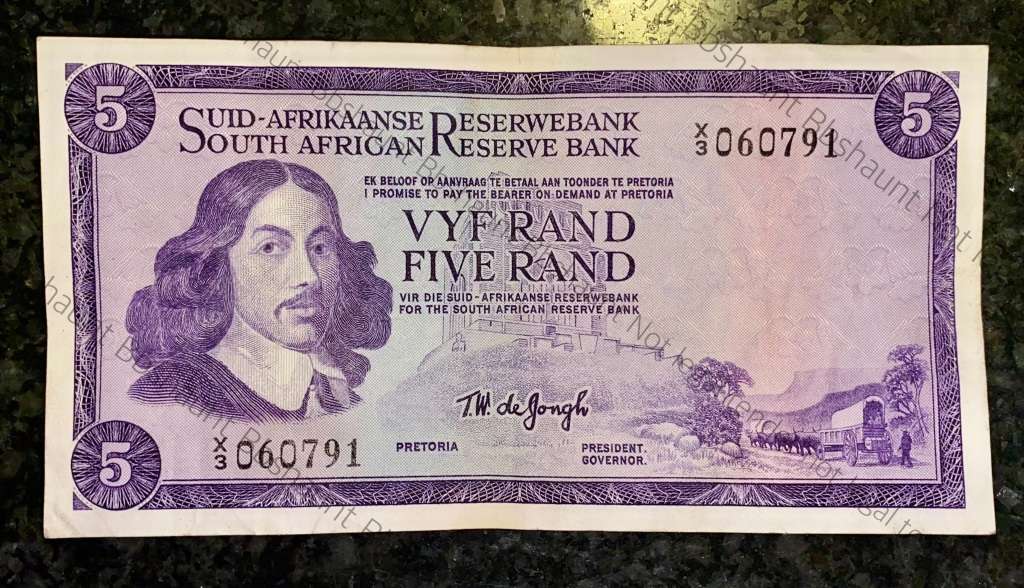 5
5
SUID-AFRIKAANSE RESERWEBANK
SOUTH AFRICAN RESERVE BANK
X/3 060791
EK BELOOF OP AANVRAAG TE BETAAL AAN TOONDER TE PRETORIA
I PROMISE TO PAY THE BEARER ON DEMAND AT PRETORIA
VYF RAND
FIVE RAND
VIR DIE SUID-AFRIKAANSE RESERWEBANK
FOR THE SOUTH AFRICAN RESERVE BANK
T.W. de Jongh
PRETORIA
PRESIDENT.
GOVERNOR.
X/3 060791
5